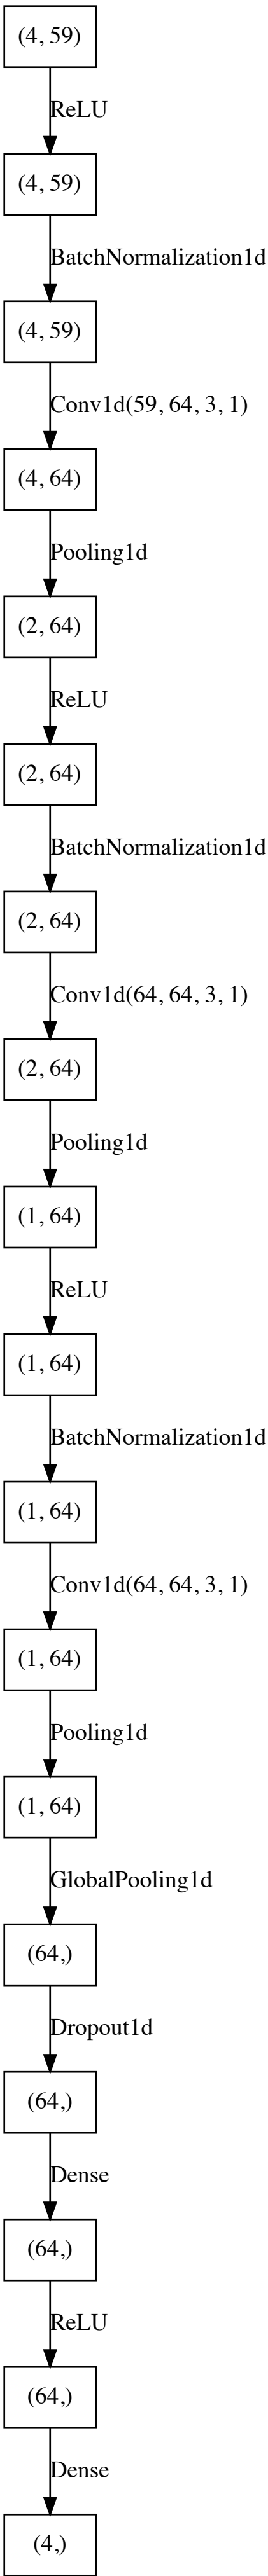 (4, 59)
ReLU
(4, 59)
BatchNormalization1d
(4, 59)
Conv1d(59, 64, 3, 1)
(4, 64)
Pooling1d
(2, 64)
ReLU
(2, 64)
BatchNormalization1d
(2, 64)
Conv1d(64, 64, 3, 1)
(2, 64)
Pooling1d
(1, 64)
ReLU
(1, 64)
BatchNormalization1d
(1, 64)
Conv1d(64, 64, 3, 1)
(1, 64)
Pooling1d
(1, 64)
GlobalPooling1d
(64,)
Dropout1d
(64,)
Dense
(64,)
ReLU
(64,)
Dense
(4,)